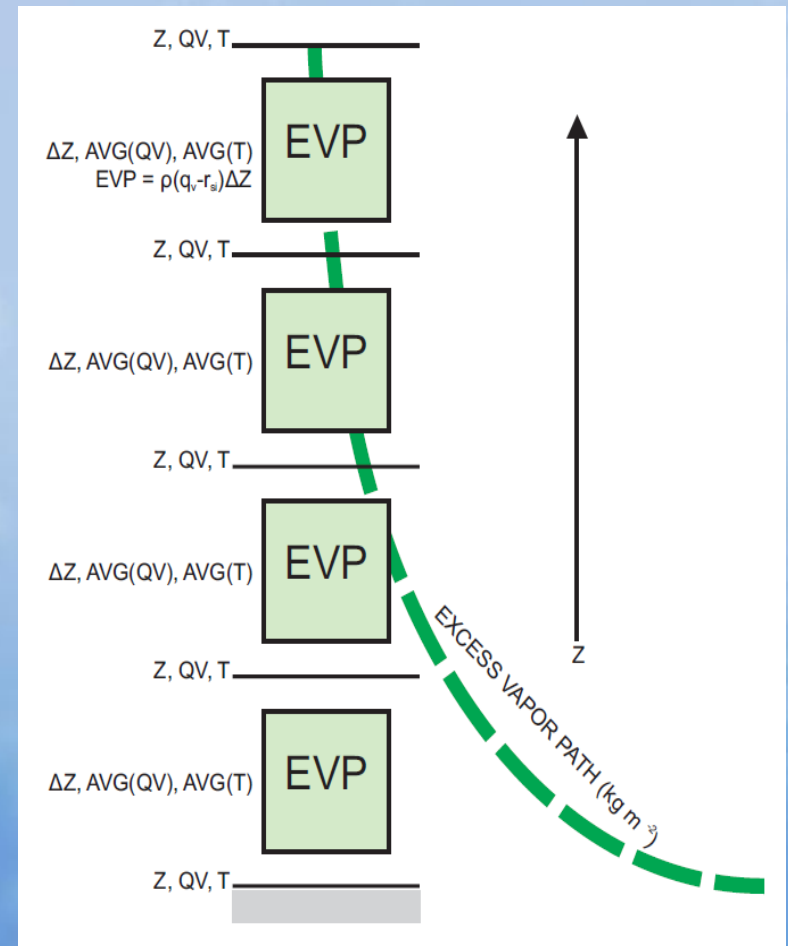 Z, QV, T
EVP
ΔZ, AVG(QV), AVG(T)
EVP = ρ(qᵥ-rₛᵢ)ΔZ
Z, QV, T
EVP
ΔZ, AVG(QV), AVG(T)
Z, QV, T
EVP
ΔZ, AVG(QV), AVG(T)
Z
EXCESS VAPOR PATH (kg m⁻²)
Z, QV, T
EVP
ΔZ, AVG(QV), AVG(T)
Z, QV, T